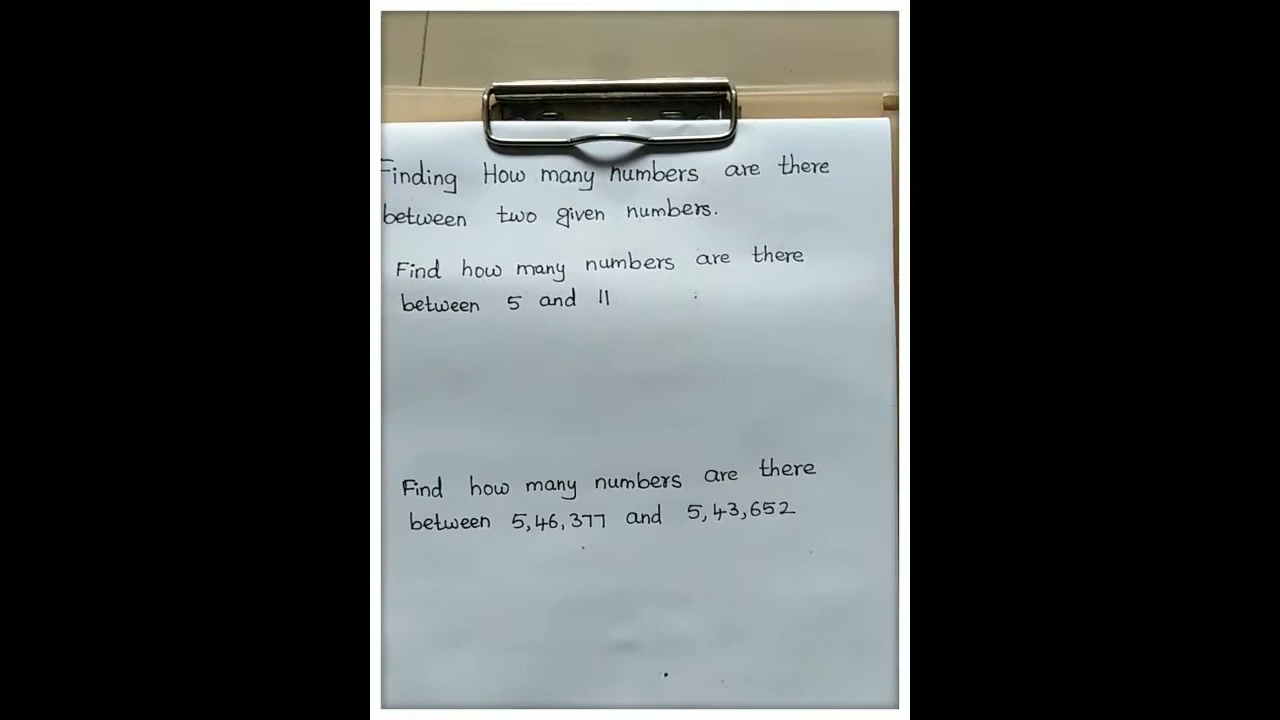 Finding How many numbers are there
between two given numbers.
Find how many numbers are there
between 5 and 11
Find how many numbers are there
between 5,46,377 and 5,43,652